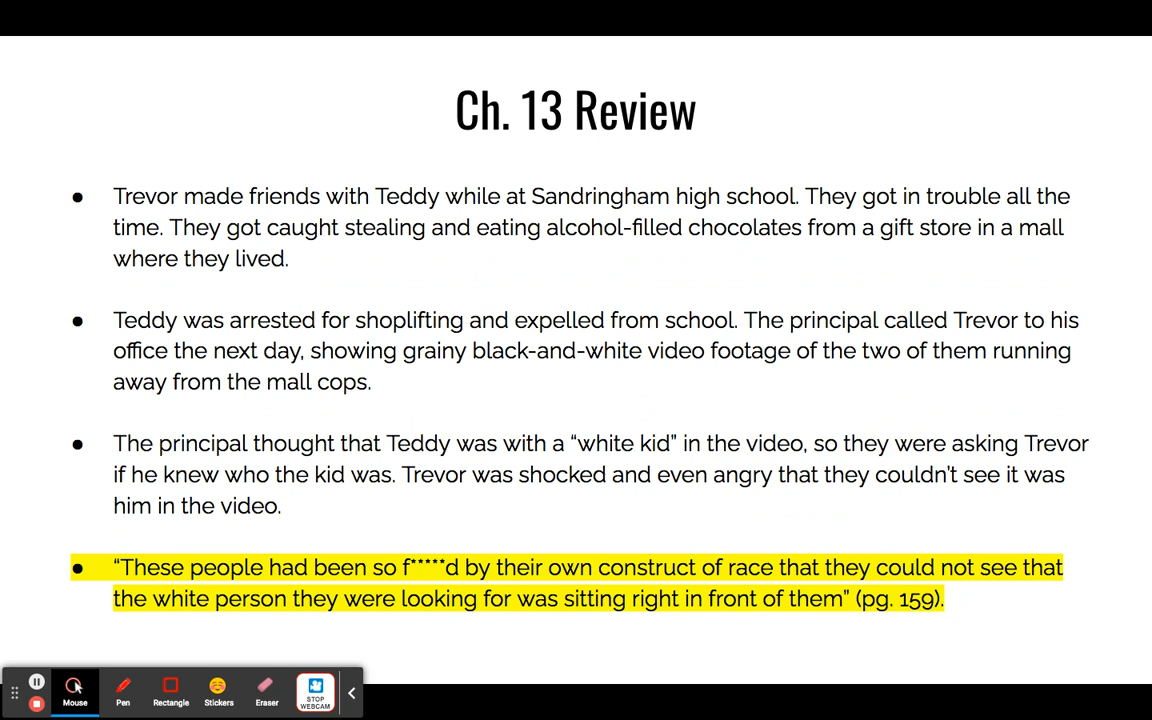 Ch. 13 Review
● Trevor made friends with Teddy while at Sandringham high school. They got in trouble all the
time. They got caught stealing and eating alcohol-filled chocolates from a gift store in a mall
where they lived.
● Teddy was arrested for shoplifting and expelled from school. The principal called Trevor to his
office the next day, showing grainy black-and-white video footage of the two of them running
away from the mall cops.
● The principal thought that Teddy was with a “white kid” in the video, so they were asking Trevor
if he knew who the kid was. Trevor was shocked and even angry that they couldn’t see it was
him in the video.
● “These people had been so f*****d by their own construct of race that they could not see that
the white person they were looking for was sitting right in front of them” (pg. 159).
Mouse Pen Rectangle Stickers Eraser STOP
WEBCAM